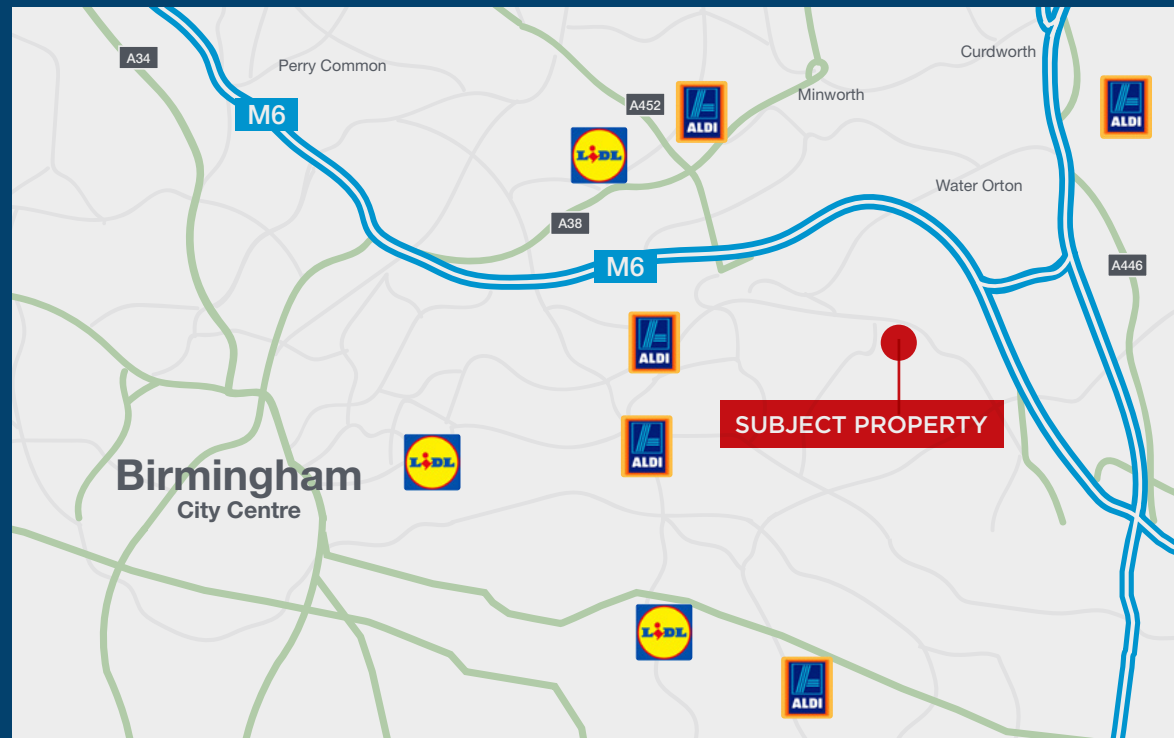 A34
Perry Common
M6
Curdworth
A452
ALDI
Minworth
ALDI
LiDL
Water Orton
A38
M6
A446
ALDI
SUBJECT PROPERTY
ALDI
LiDL
Birmingham
City Centre
LiDL
ALDI